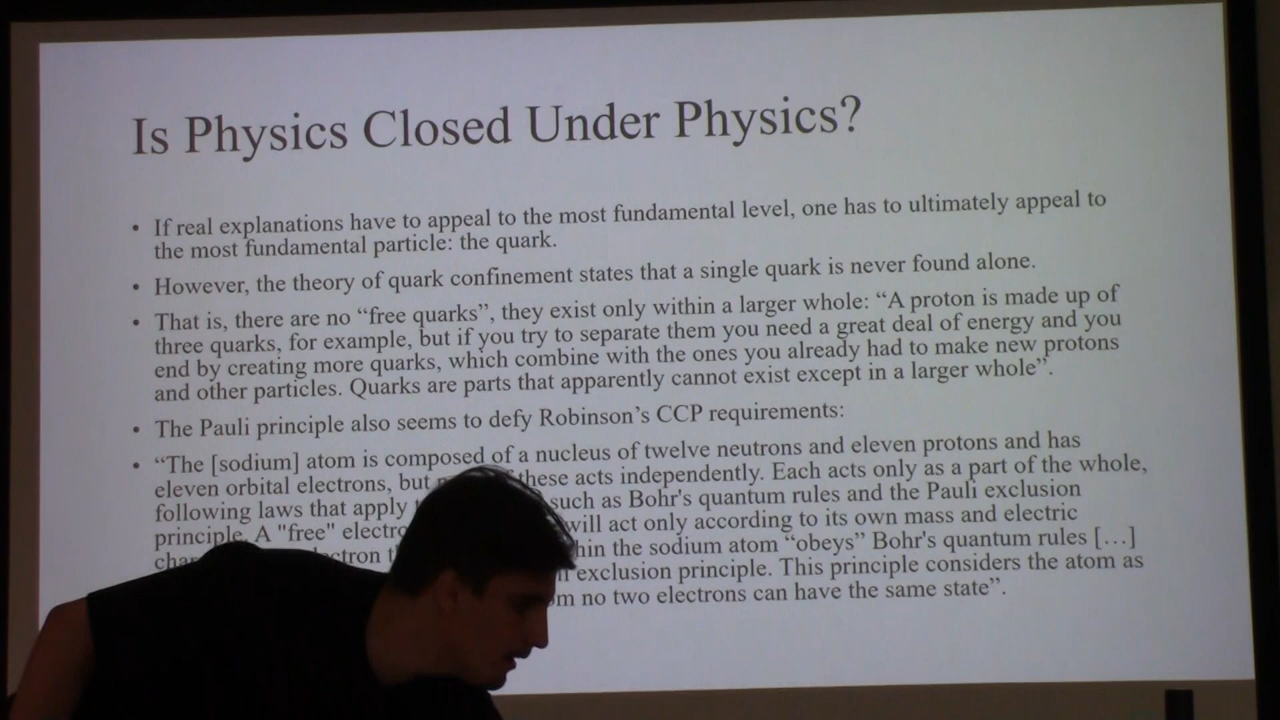 Is Physics Closed Under Physics?
• If real explanations have to appeal to the most fundamental level, one has to ultimately appeal to
the most fundamental particle: the quark.
• However, the theory of quark confinement states that a single quark is never found alone.
• That is, there are no “free quarks”, they exist only within a larger whole: “A proton is made up of
three quarks, for example, but if you try to separate them you need a great deal of energy and you
end by creating more quarks, which combine with the ones you already had to make new protons
and other particles. Quarks are parts that apparently cannot exist except in a larger whole”.
• The Pauli principle also seems to defy Robinson’s CCP requirements:
• “The [sodium] atom is composed of a nucleus of twelve neutrons and eleven protons and has
eleven orbital electrons, but these acts independently. Each acts only as a part of the whole,
following laws that apply such as Bohr's quantum rules and the Pauli exclusion
principle. A "free" will act only according to its own mass and electric
the sodium atom “obeys” Bohr's quantum rules […]
exclusion principle. This principle considers the atom as
no two electrons can have the same state”.